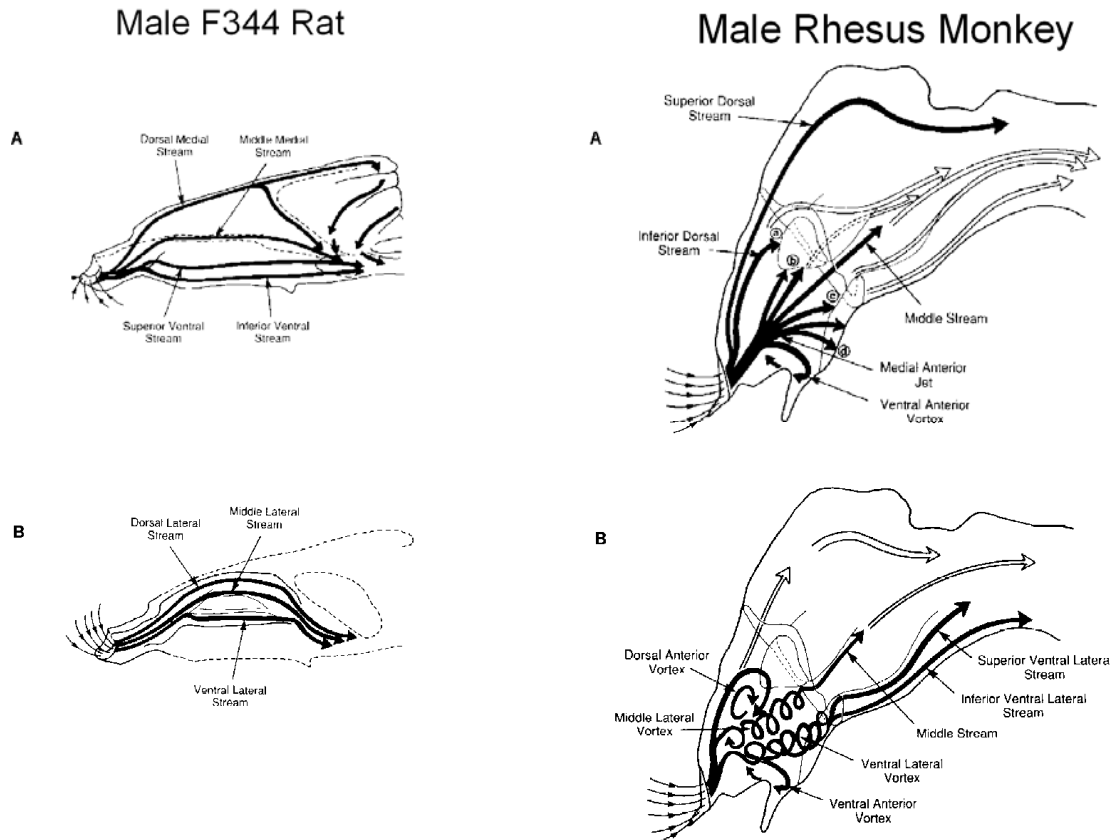 Male F344 Rat
A
Dorsal Medial
Stream
Middle Medial
Stream
Superior Ventral
Stream
Inferior Ventral
Stream
B
Dorsal Lateral
Stream
Middle Lateral
Stream
Ventral Lateral
Stream
Male Rhesus Monkey
A
Superior Dorsal
Stream
Inferior Dorsal
Stream
a
b
c
d
Middle Stream
Medial Anterior
Jet
Ventral Anterior
Vortex
B
Dorsal Anterior
Vortex
Middle Lateral
Vortex
Superior Ventral Latera
Stream
Inferior Ventral Lateral
Stream
Middle Stream
Ventral Lateral
Vortex
Ventral Anterior
Vortex